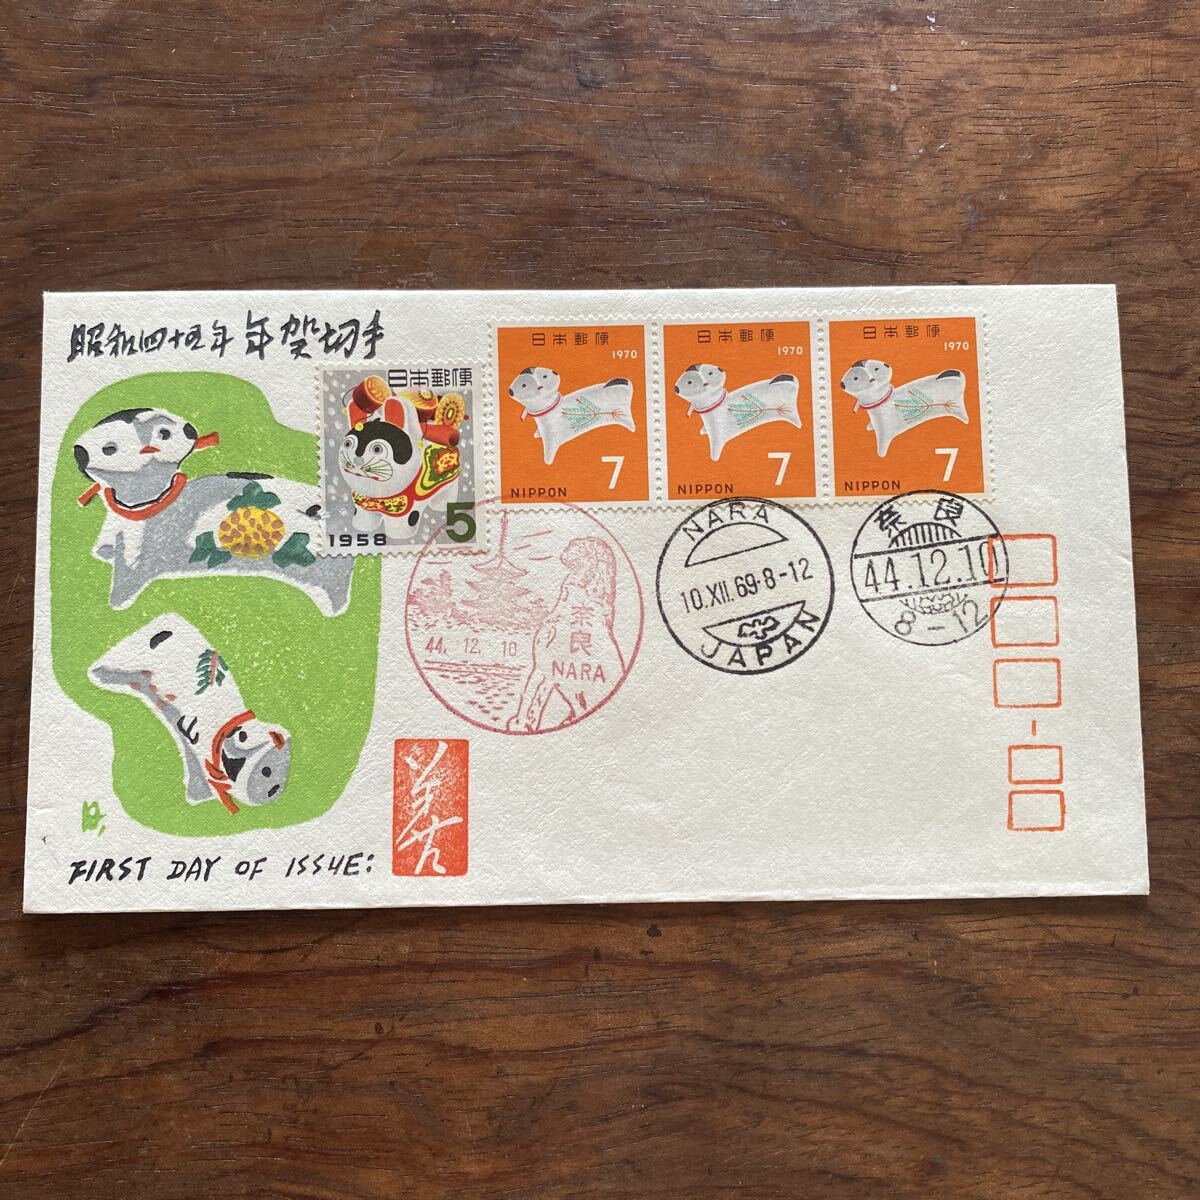 昭和四十五年 年賀切手
日本郵便
1958
5
日本郵便
1970
7
NIPPON
日本郵便
1970
7
NIPPON
日本郵便
1970
7
NIPPON
44. 12. 10
奈良
NARA
NARA
10.XII.69·8-12
JAPAN
奈良
44.12.10
8-12
FIRST DAY OF ISSUE: